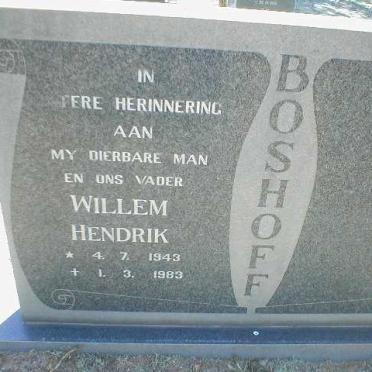 IN
TERE HERINNERING
AAN
MY DIERBARE MAN
EN ONS VADER
WILLEM
HENDRIK
* 4. 7. 1943
+ 1. 3. 1983
BOSHOFF